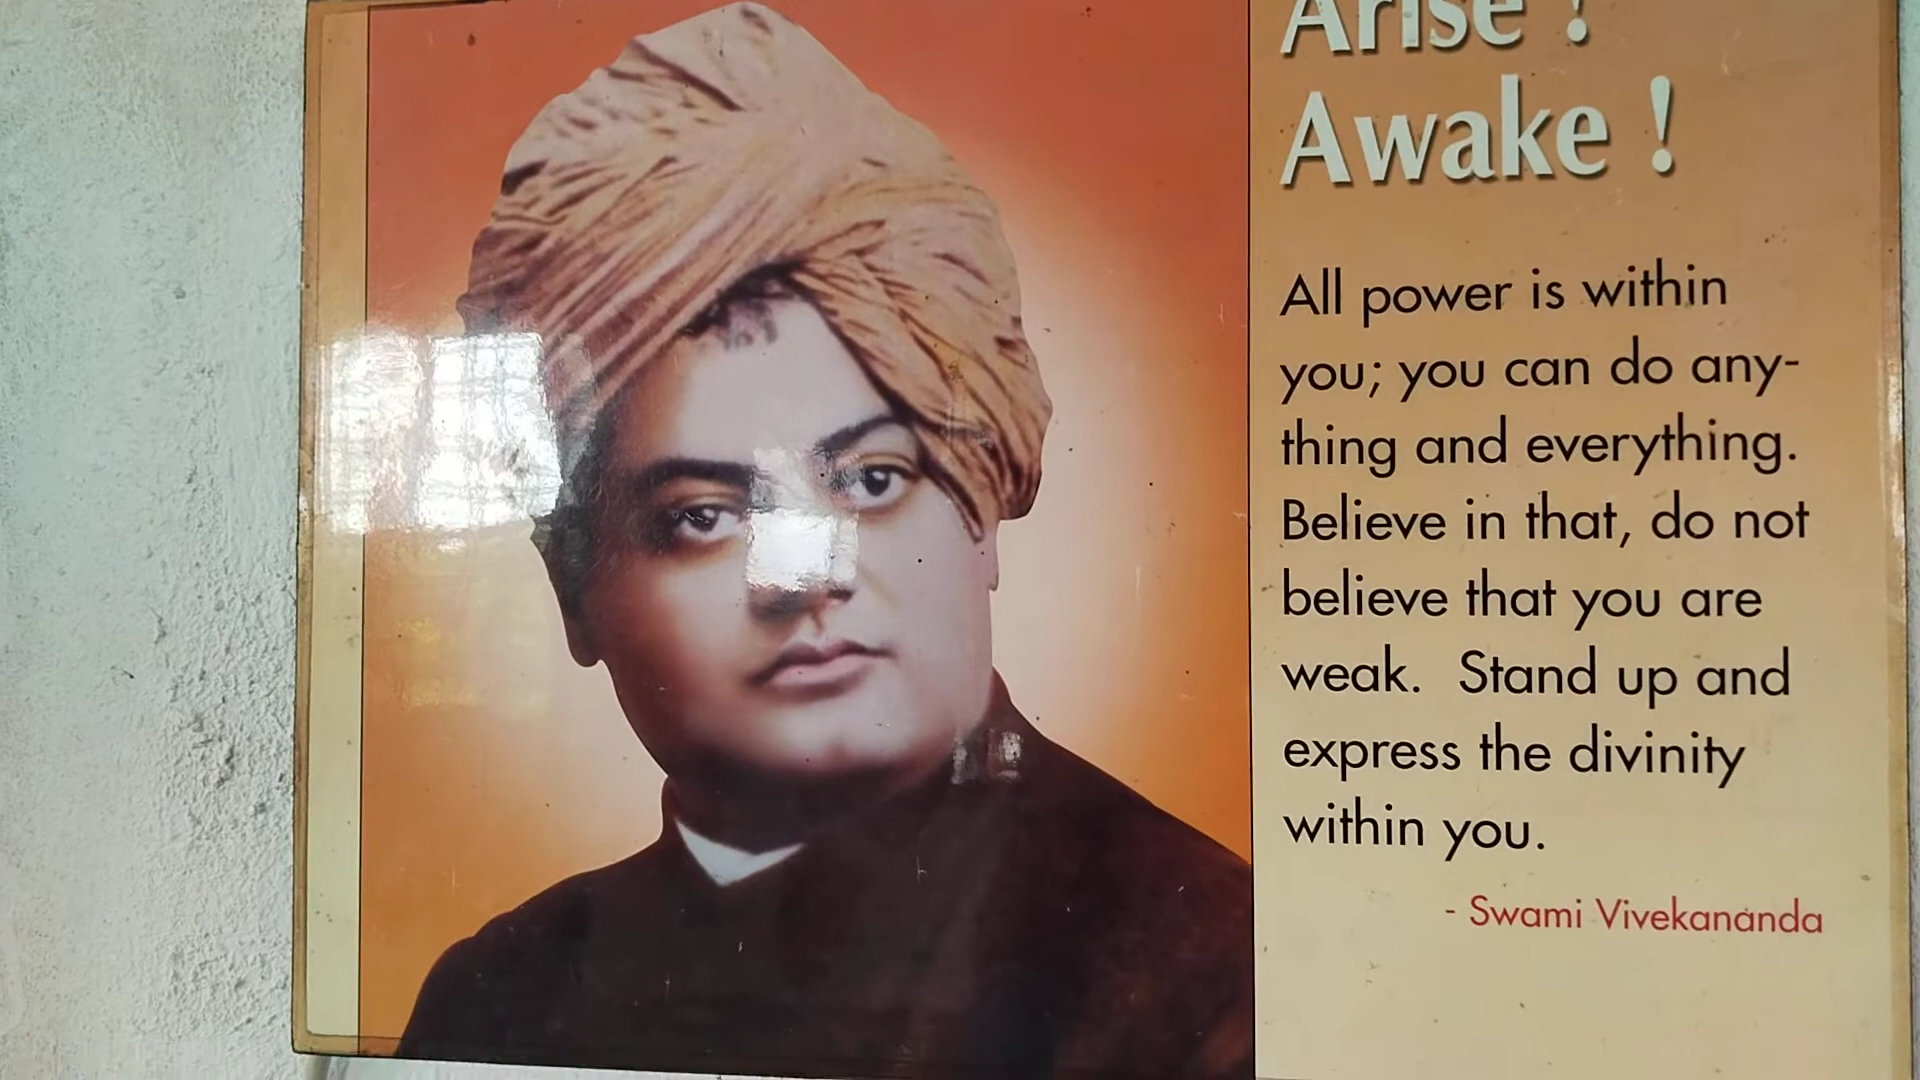 Arise !
Awake !
All power is within
you; you can do any-
thing and everything.
Believe in that, do not
believe that you are
weak. Stand up and
express the divinity
within you.
- Swami Vivekananda